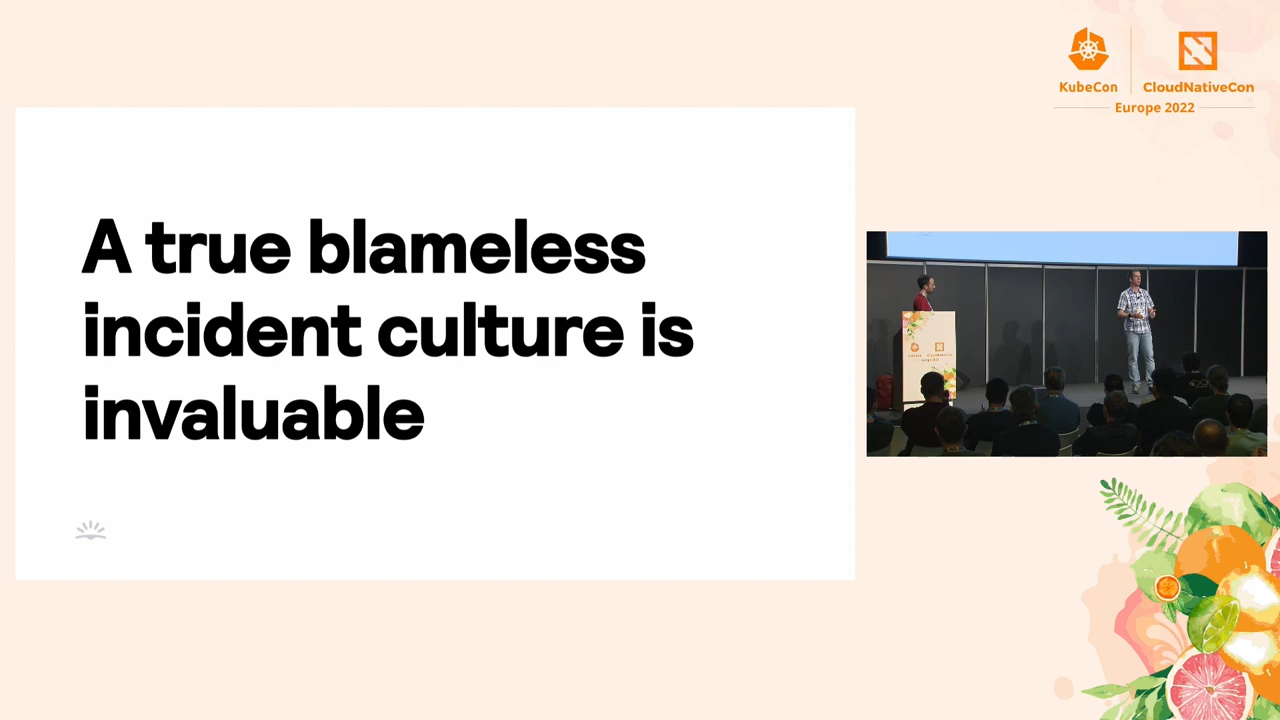 KubeCon
CloudNativeCon
Europe 2022
A true blameless
incident culture is
invaluable